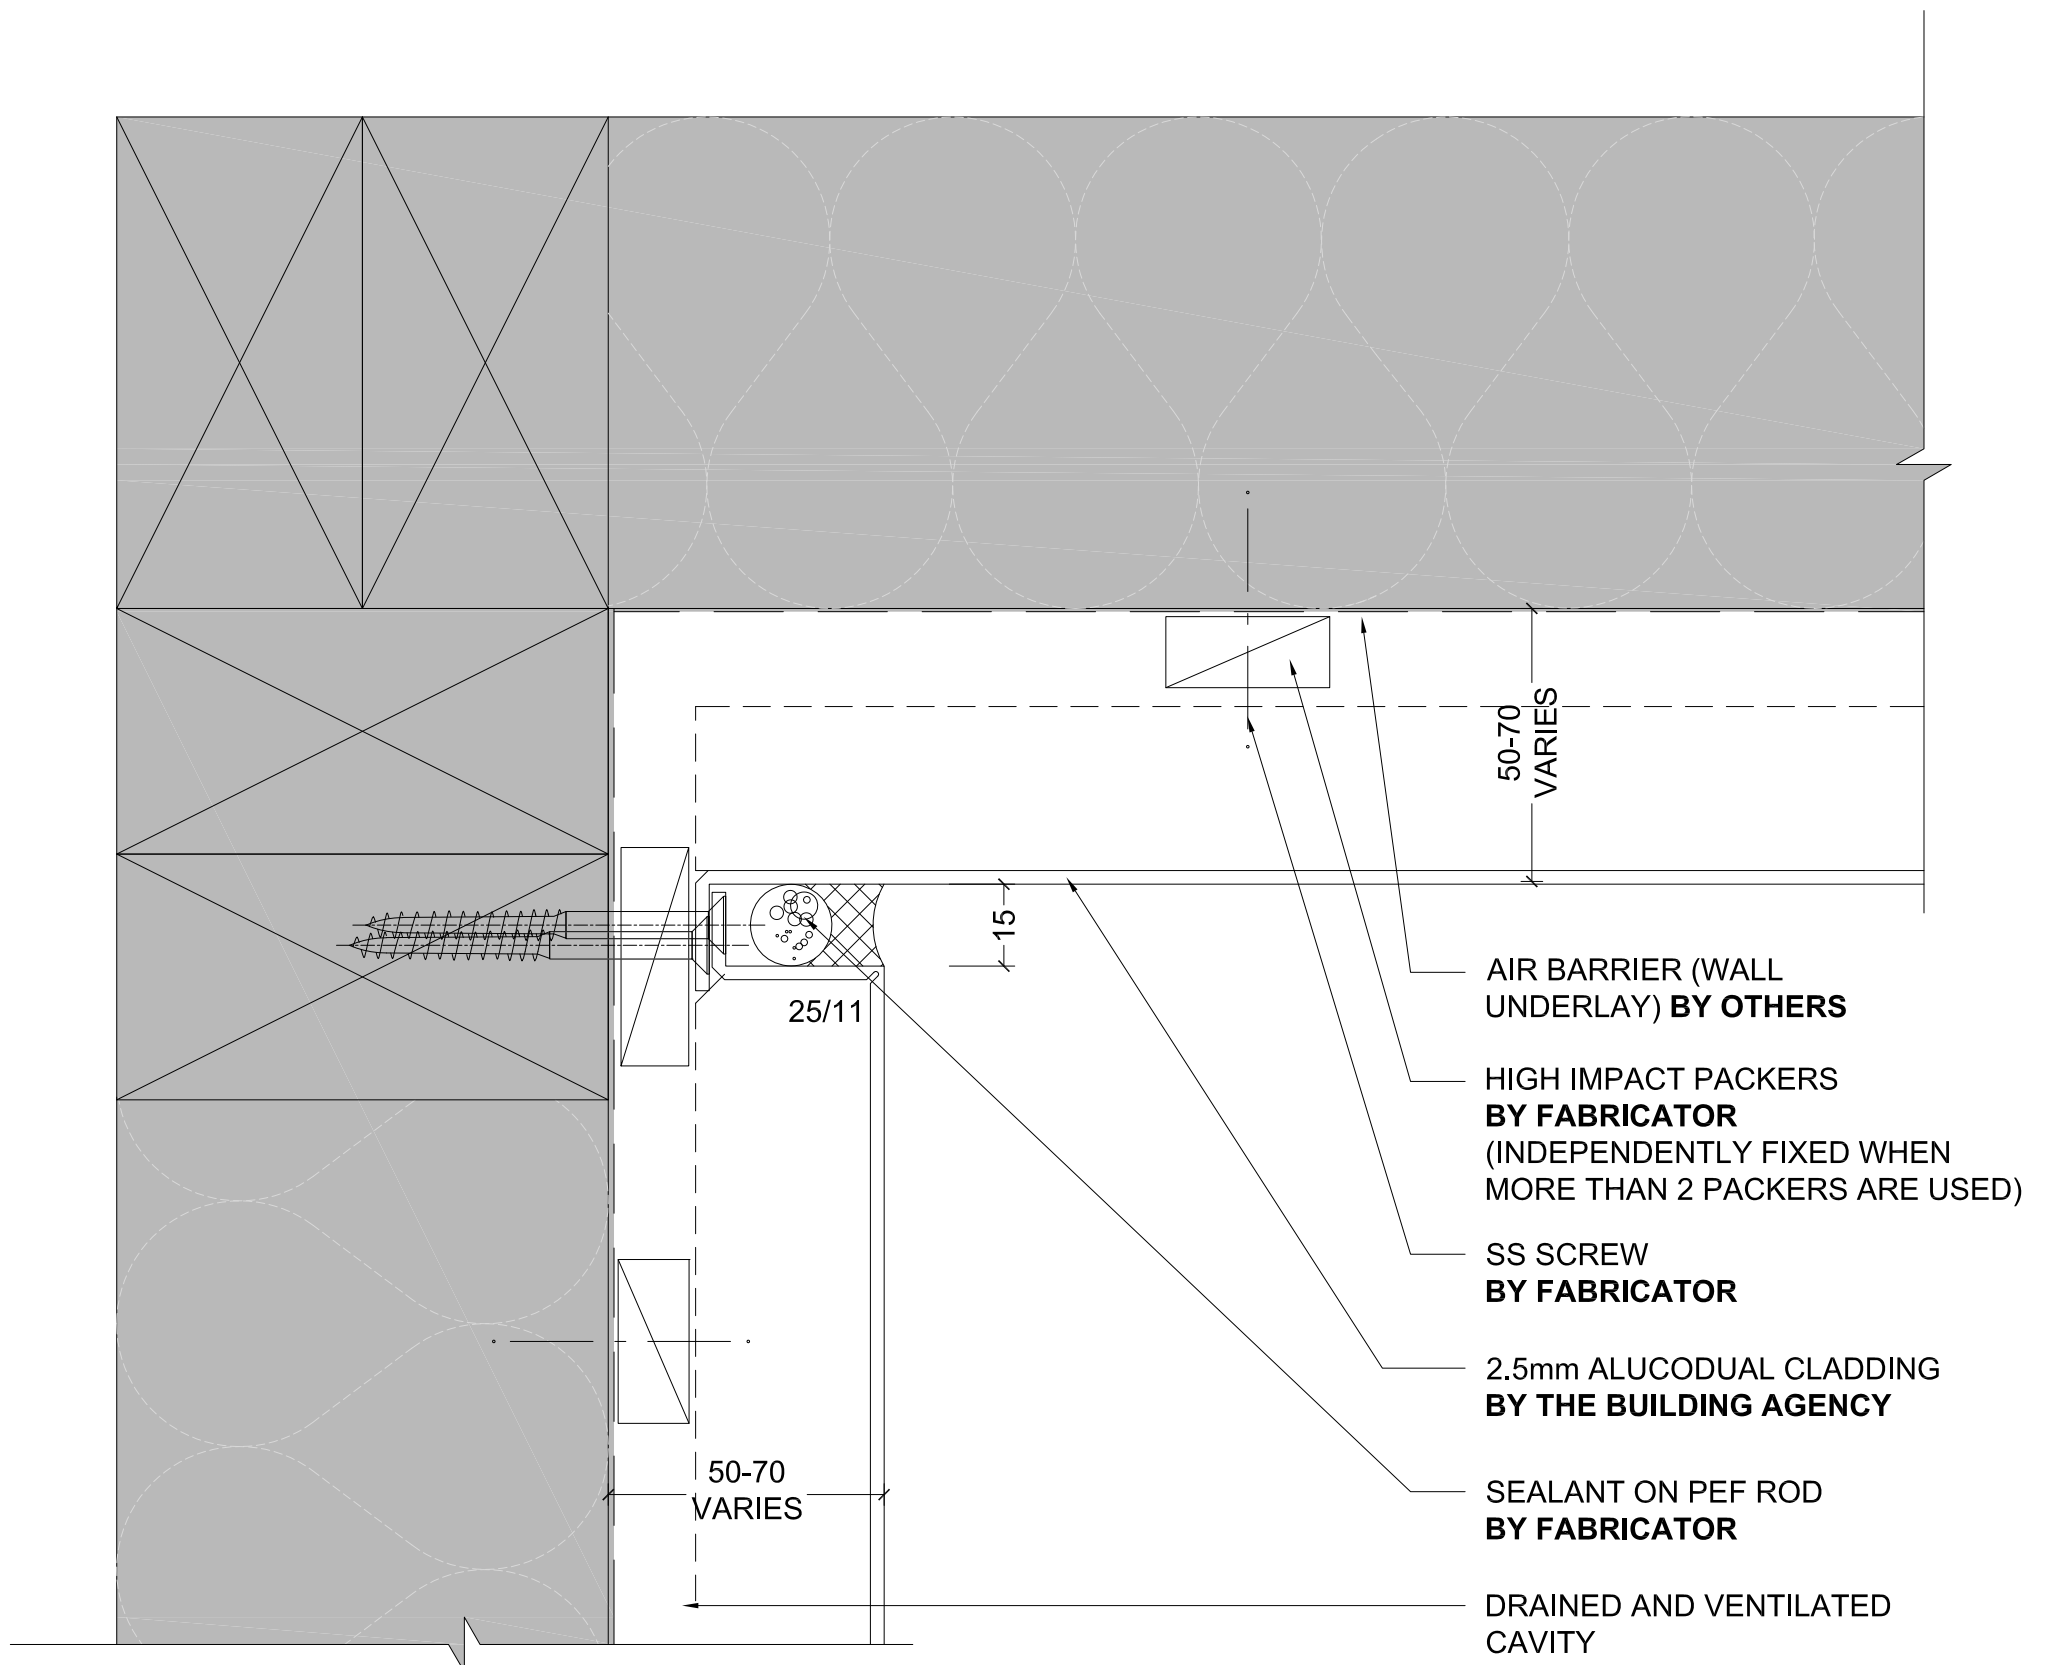 50-70
VARIES
15
25/11
AIR BARRIER (WALL
UNDERLAY) BY OTHERS
HIGH IMPACT PACKERS
BY FABRICATOR
(INDEPENDENTLY FIXED WHEN
MORE THAN 2 PACKERS ARE USED)
SS SCREW
BY FABRICATOR
2.5mm ALUCODUAL CLADDING
BY THE BUILDING AGENCY
50-70
VARIES
SEALANT ON PEF ROD
BY FABRICATOR
DRAINED AND VENTILATED
CAVITY